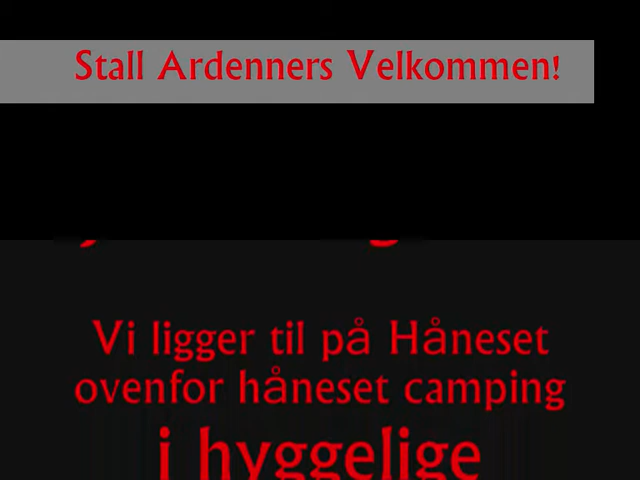 Stall Ardenners Velkommen!
Vi ligger til på Håneset
ovenfor håneset camping
i hyggelige